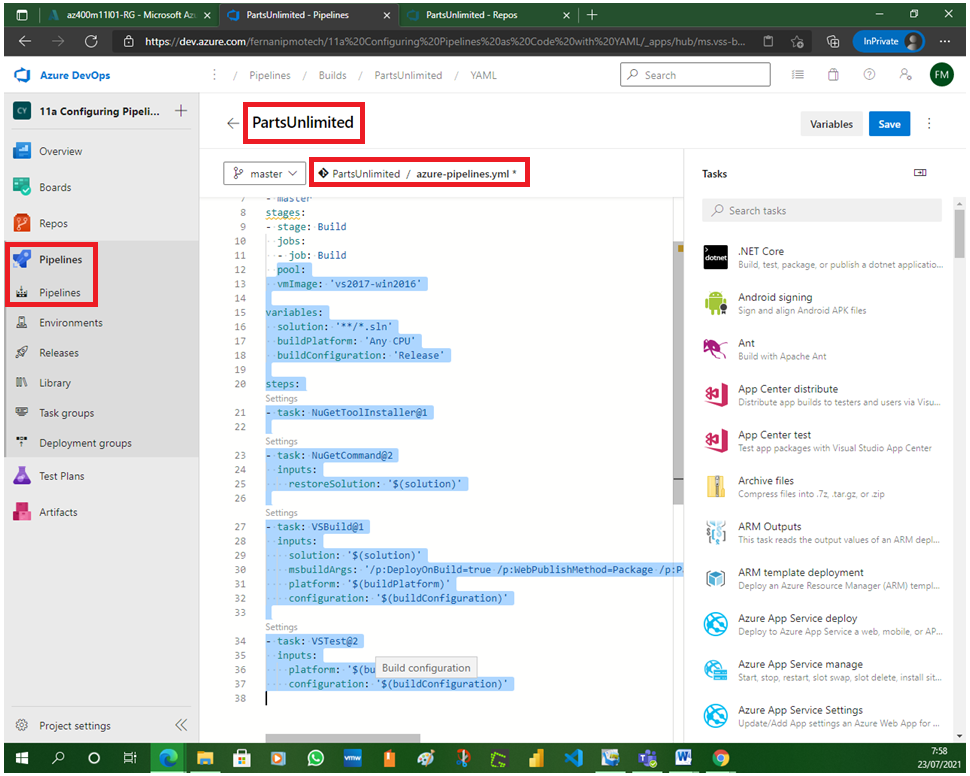 az400m11l01-RG - Microsoft Azu
PartsUnlimited - Pipelines
PartsUnlimited - Repos
https://dev.azure.com/fernanipmotech/11a%20Configuring%20Pipelines%20as%20Code%20with%20YAML/_apps/hub/ms.vss-b...
InPrivate
Azure DevOps
/ Pipelines / Builds / PartsUnlimited / YAML
Search
FM
CY
11a Configuring Pipeli...
Overview
Boards
Repos
Pipelines
Pipelines
Environments
Releases
Library
Task groups
Deployment groups
Test Plans
Artifacts
Project settings
PartsUnlimited
Variables
Save
master
PartsUnlimited / azure-pipelines.yml *
7 - master
8 stages:
9 - stage: Build
10 jobs:
11 - job: Build
12 pool:
13 vmImage: 'vs2017-win2016'
14
15 variables:
16 solution: '**/*.sln'
17 buildPlatform: 'Any CPU'
18 buildConfiguration: 'Release'
19
20 steps:
Settings
21 - task: NuGetToolInstaller@1
22
Settings
23 - task: NuGetCommand@2
24 inputs:
25 restoreSolution: '$(solution)'
26
Settings
27 - task: VSBuild@1
28 inputs:
29 solution: '$(solution)'
30 msbuildArgs: '/p:DeployOnBuild=true /p:WebPublishMethod=Package /p:P
31 platform: '$(buildPlatform)'
32 configuration: '$(buildConfiguration)'
33
Settings
34 - task: VSTest@2
35 inputs:
36 platform: '$(bu
Build configuration
37 configuration: '$(buildConfiguration)'
38
Tasks
Search tasks
dotnet
.NET Core
Build, test, package, or publish a dotnet applicatio...
Android signing
Sign and align Android APK files
Ant
Build with Apache Ant
App Center distribute
Distribute app builds to testers and users via Visu...
App Center test
Test app packages with Visual Studio App Center
Archive files
Compress files into .7z, .tar.gz, or .zip
ARM Outputs
This task reads the output values of an ARM depl...
ARM template deployment
Deploy an Azure Resource Manager (ARM) templ...
Azure App Service deploy
Deploy to Azure App Service a web, mobile, or AP...
Azure App Service manage
Start, stop, restart, slot swap, slot delete, install sit...
Azure App Service Settings
Update/Add App settings an Azure Web App for ...
vmw
7:58
23/07/2021